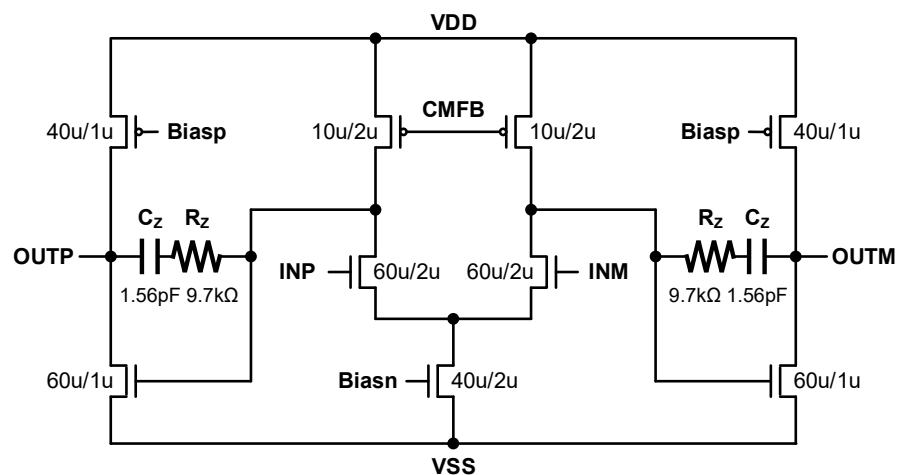 VDD
CMFB
40u/1u Biasp 10u/2u 10u/2u Biasp 40u/1u
CZ RZ RZ CZ
OUTP OUTM
INP 60u/2u 60u/2u INM
1.56pF 9.7kΩ 9.7kΩ 1.56pF
60u/1u Biasn 40u/2u 60u/1u
VSS